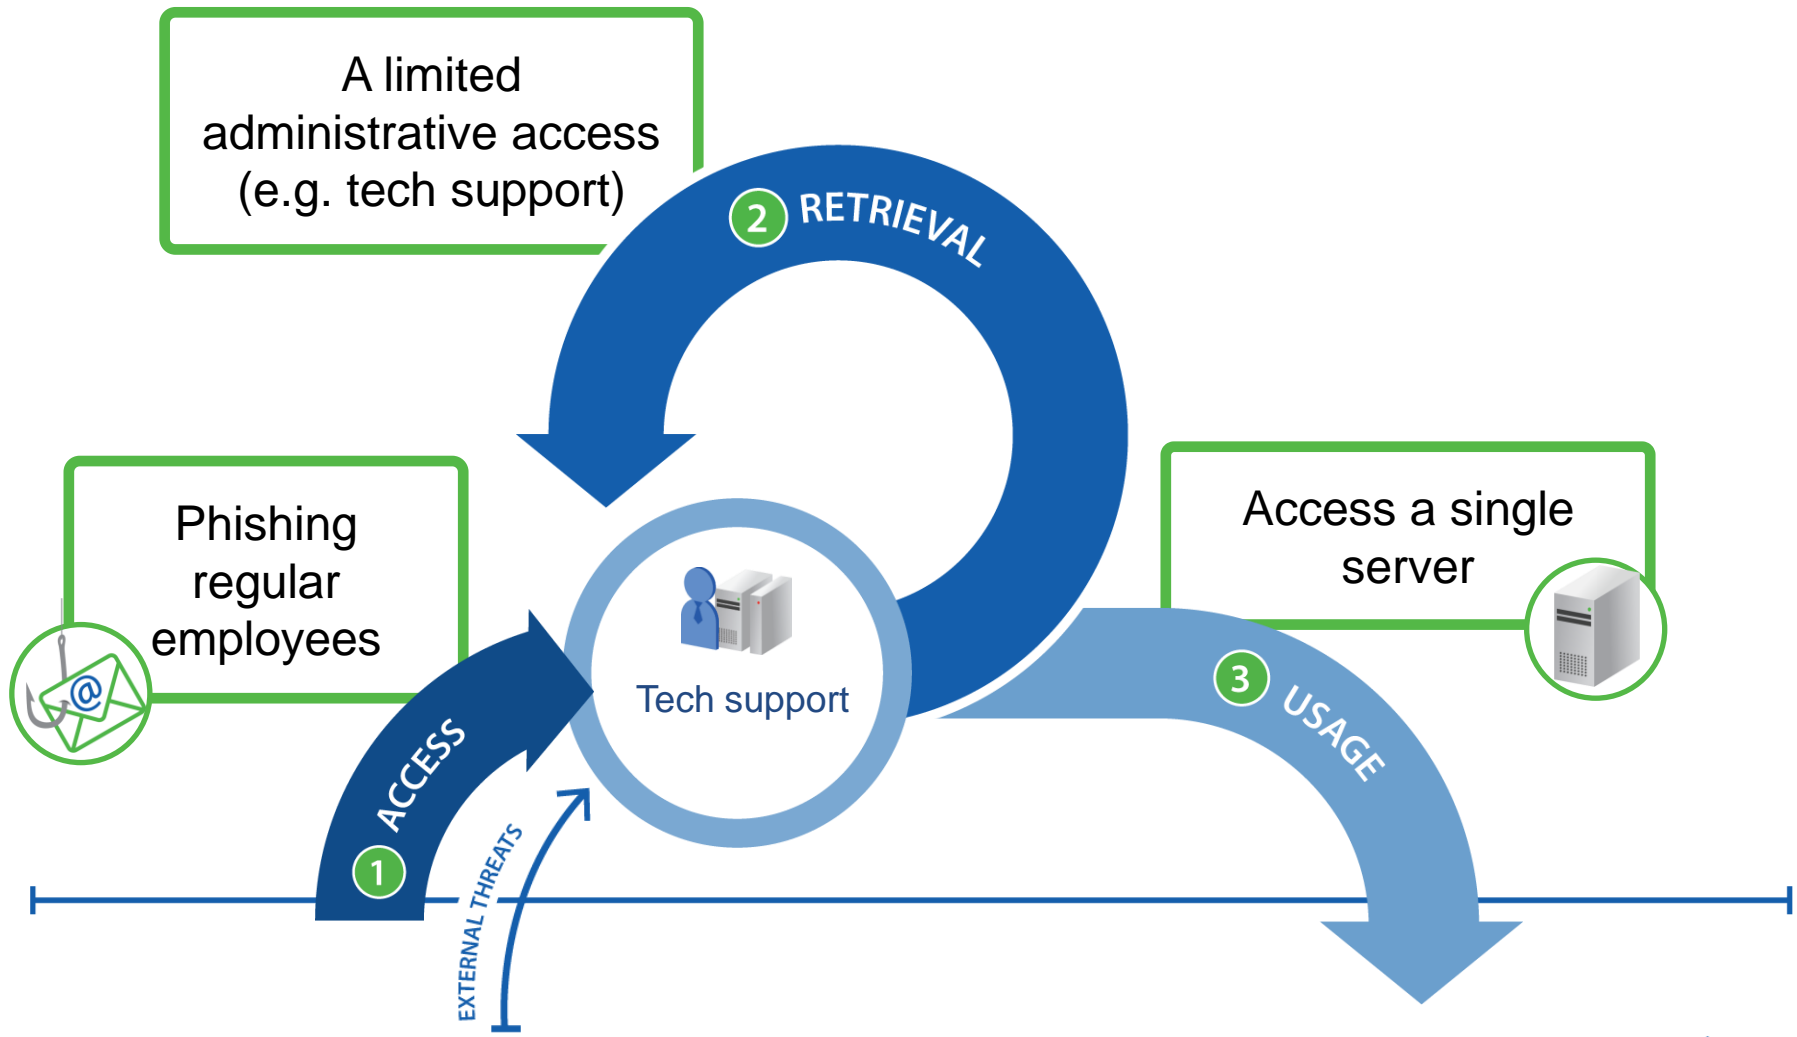 A limited
administrative access
(e.g. tech support)
2 RETRIEVAL
Phishing
regular
employees
@
Access a single
server
Tech support
3 USAGE
1 ACCESS
EXTERNAL THREATS